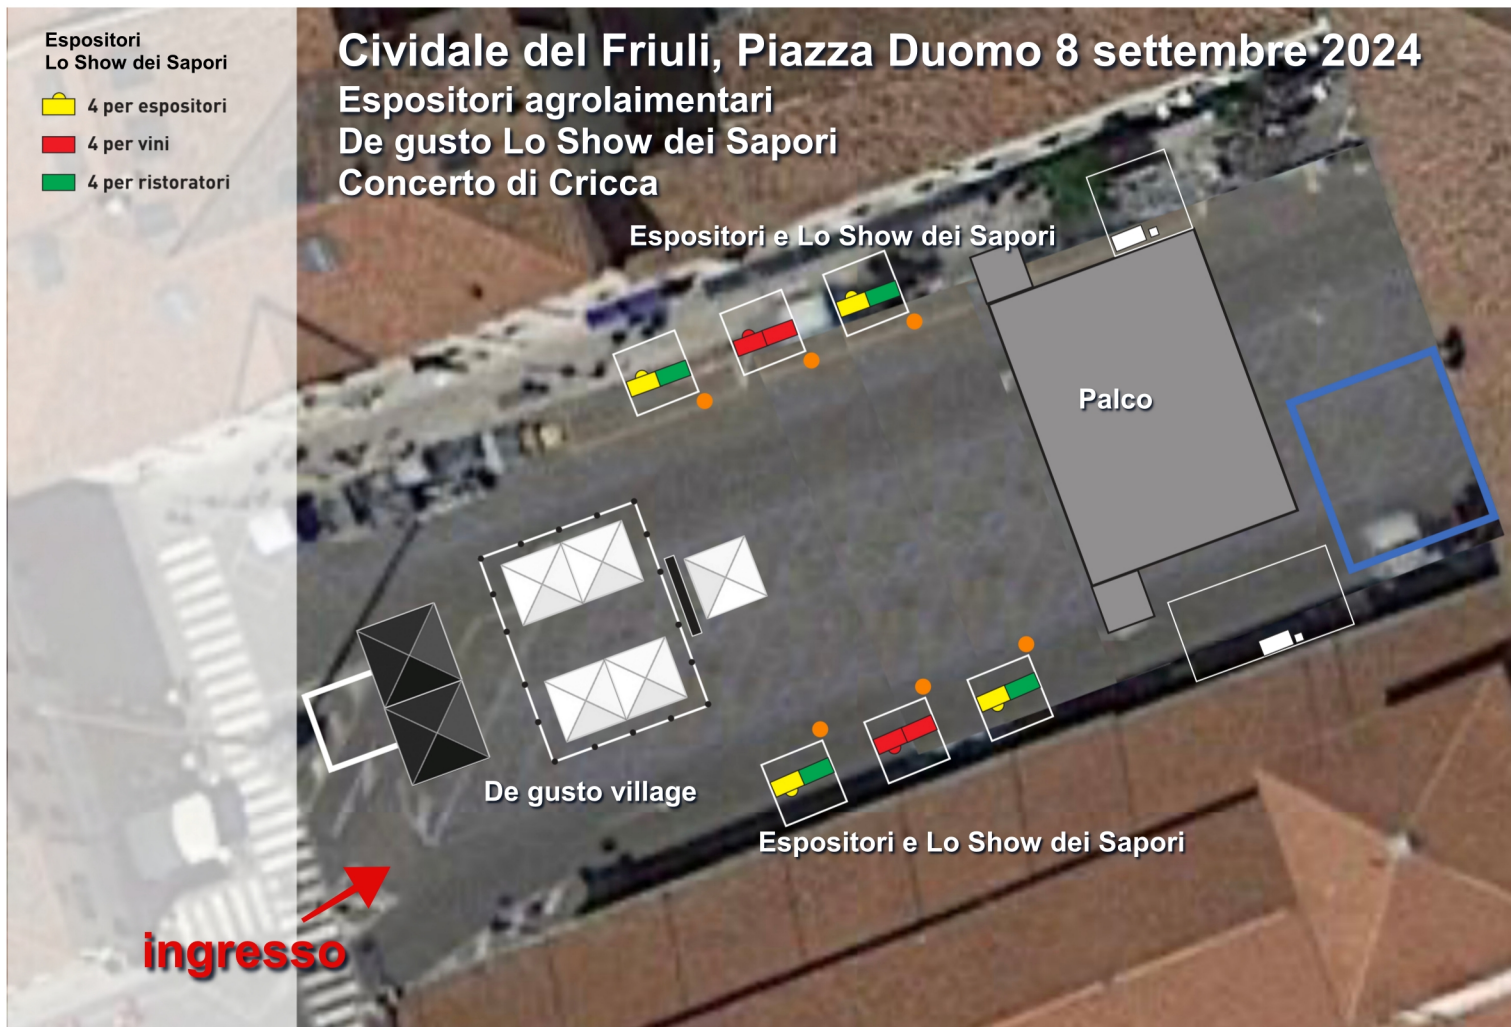 Espositori
Lo Show dei Sapori
4 per espositori
4 per vini
4 per ristoratori
Cividale del Friuli, Piazza Duomo 8 settembre 2024
Espositori agrolaimentari
De gusto Lo Show dei Sapori
Concerto di Cricca
Espositori e Lo Show dei Sapori
Palco
De gusto village
Espositori e Lo Show dei Sapori
ingresso